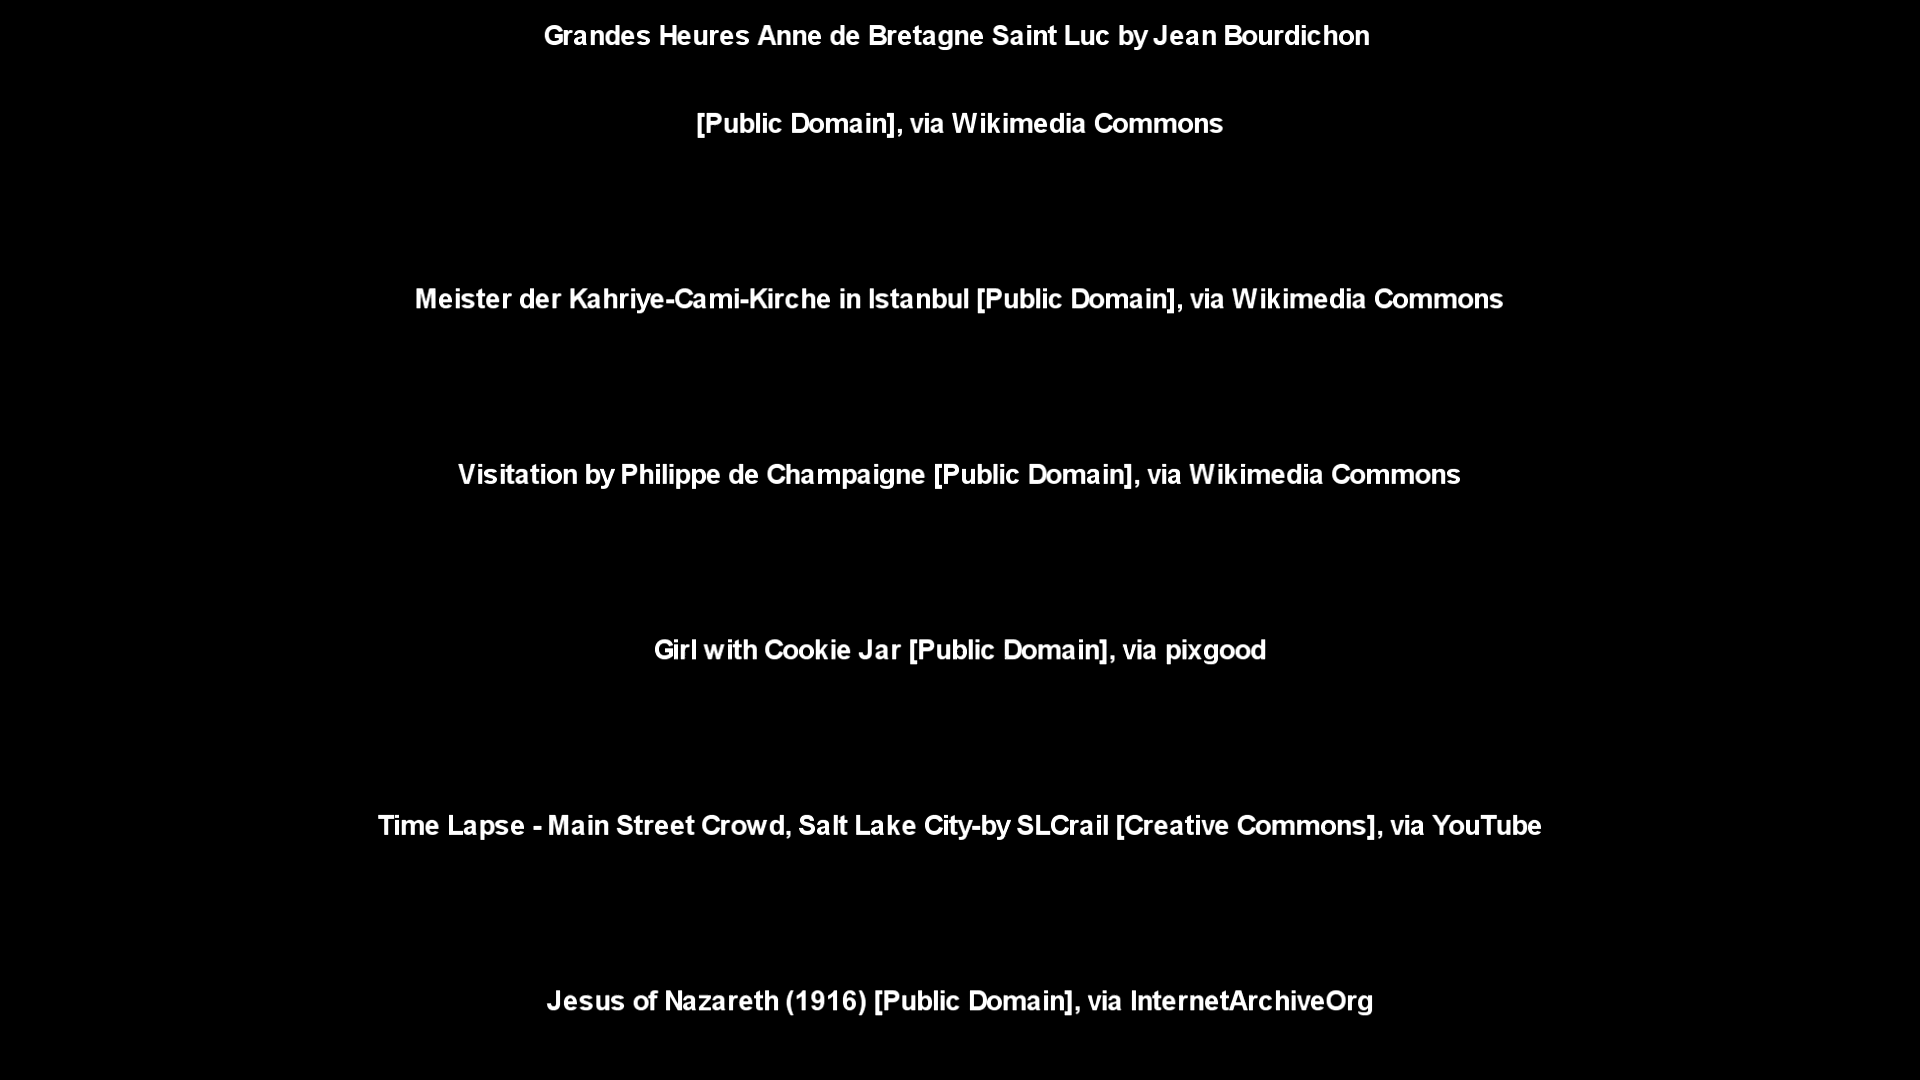 Grandes Heures Anne de Bretagne Saint Luc by Jean Bourdichon
[Public Domain], via Wikimedia Commons
Meister der Kahriye-Cami-Kirche in Istanbul [Public Domain], via Wikimedia Commons
Visitation by Philippe de Champaigne [Public Domain], via Wikimedia Commons
Girl with Cookie Jar [Public Domain], via pixgood
Time Lapse - Main Street Crowd, Salt Lake City-by SLCrail [Creative Commons], via YouTube
Jesus of Nazareth (1916) [Public Domain], via InternetArchiveOrg